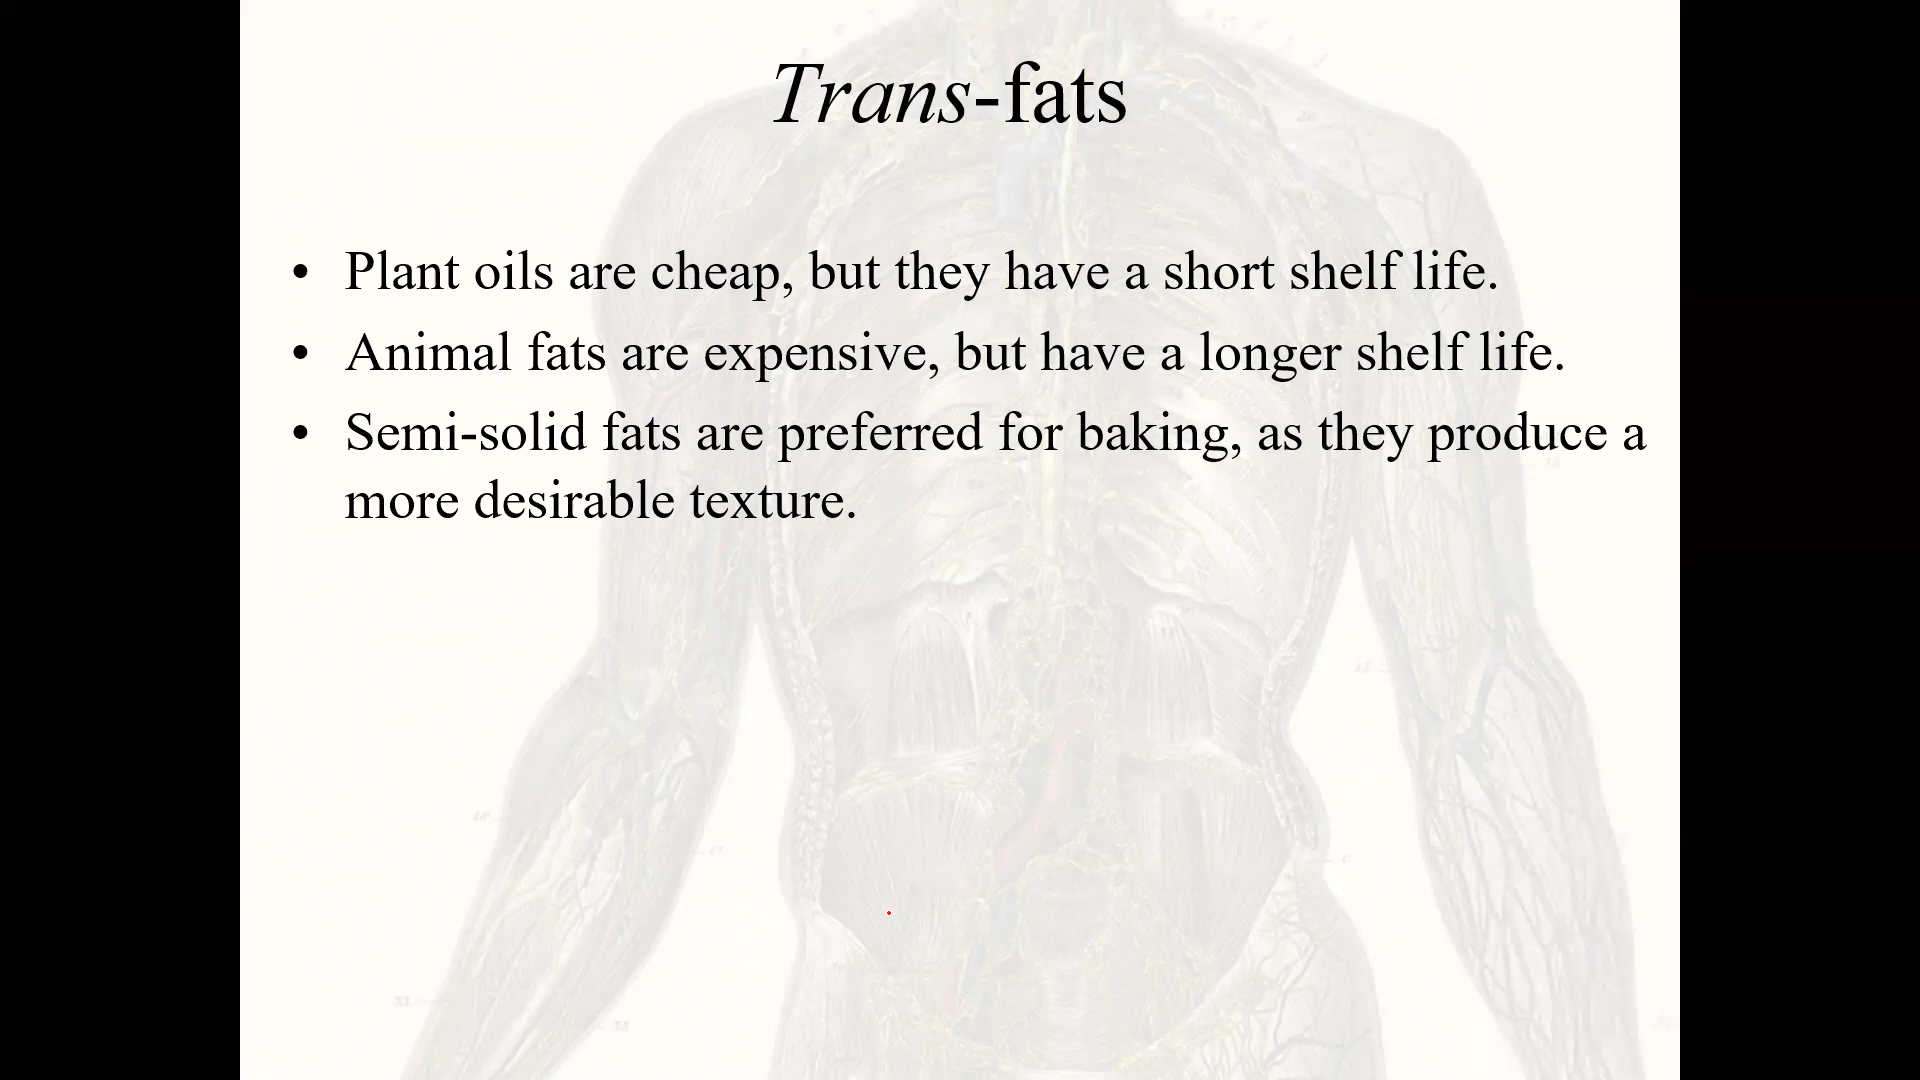 Trans-fats
• Plant oils are cheap, but they have a short shelf life.
• Animal fats are expensive, but have a longer shelf life.
• Semi-solid fats are preferred for baking, as they produce a
more desirable texture.